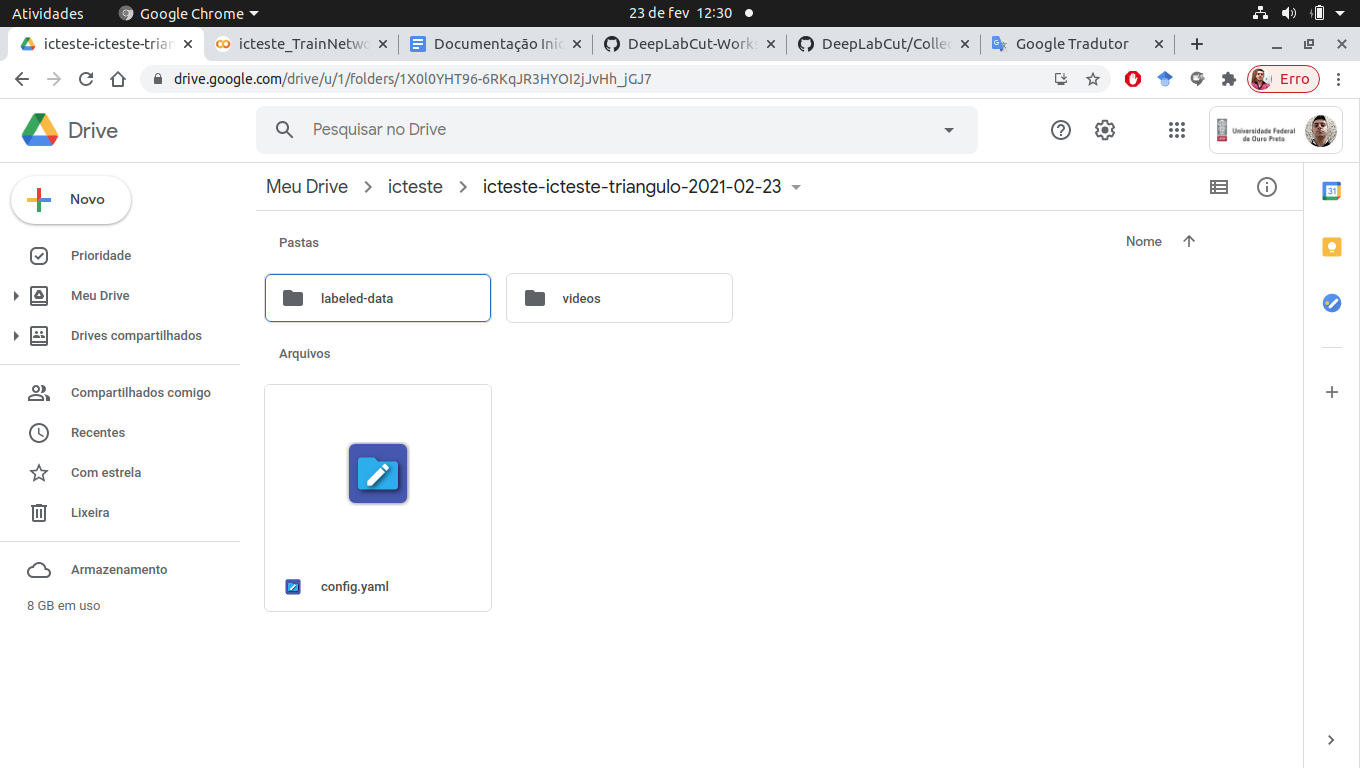 Atividades Google Chrome 23 de fev 12:30
icteste-icteste-trian icteste_TrainNetwo Documentação Inic DeepLabCut-Works DeepLabCut/Collec Google Tradutor
drive.google.com/drive/u/1/folders/1X0l0YHT96-6RKqJR3HYOI2jJvHh_jGJ7 Erro
Drive Pesquisar no Drive Universidade Federal
de Ouro Preto
Meu Drive icteste icteste-icteste-triangulo-2021-02-23 31
Novo
Pastas Nome
Prioridade
Meu Drive labeled-data videos
Drives compartilhados
Arquivos
Compartilhados comigo
Recentes
Com estrela
Lixeira
Armazenamento
config.yaml
8 GB em uso